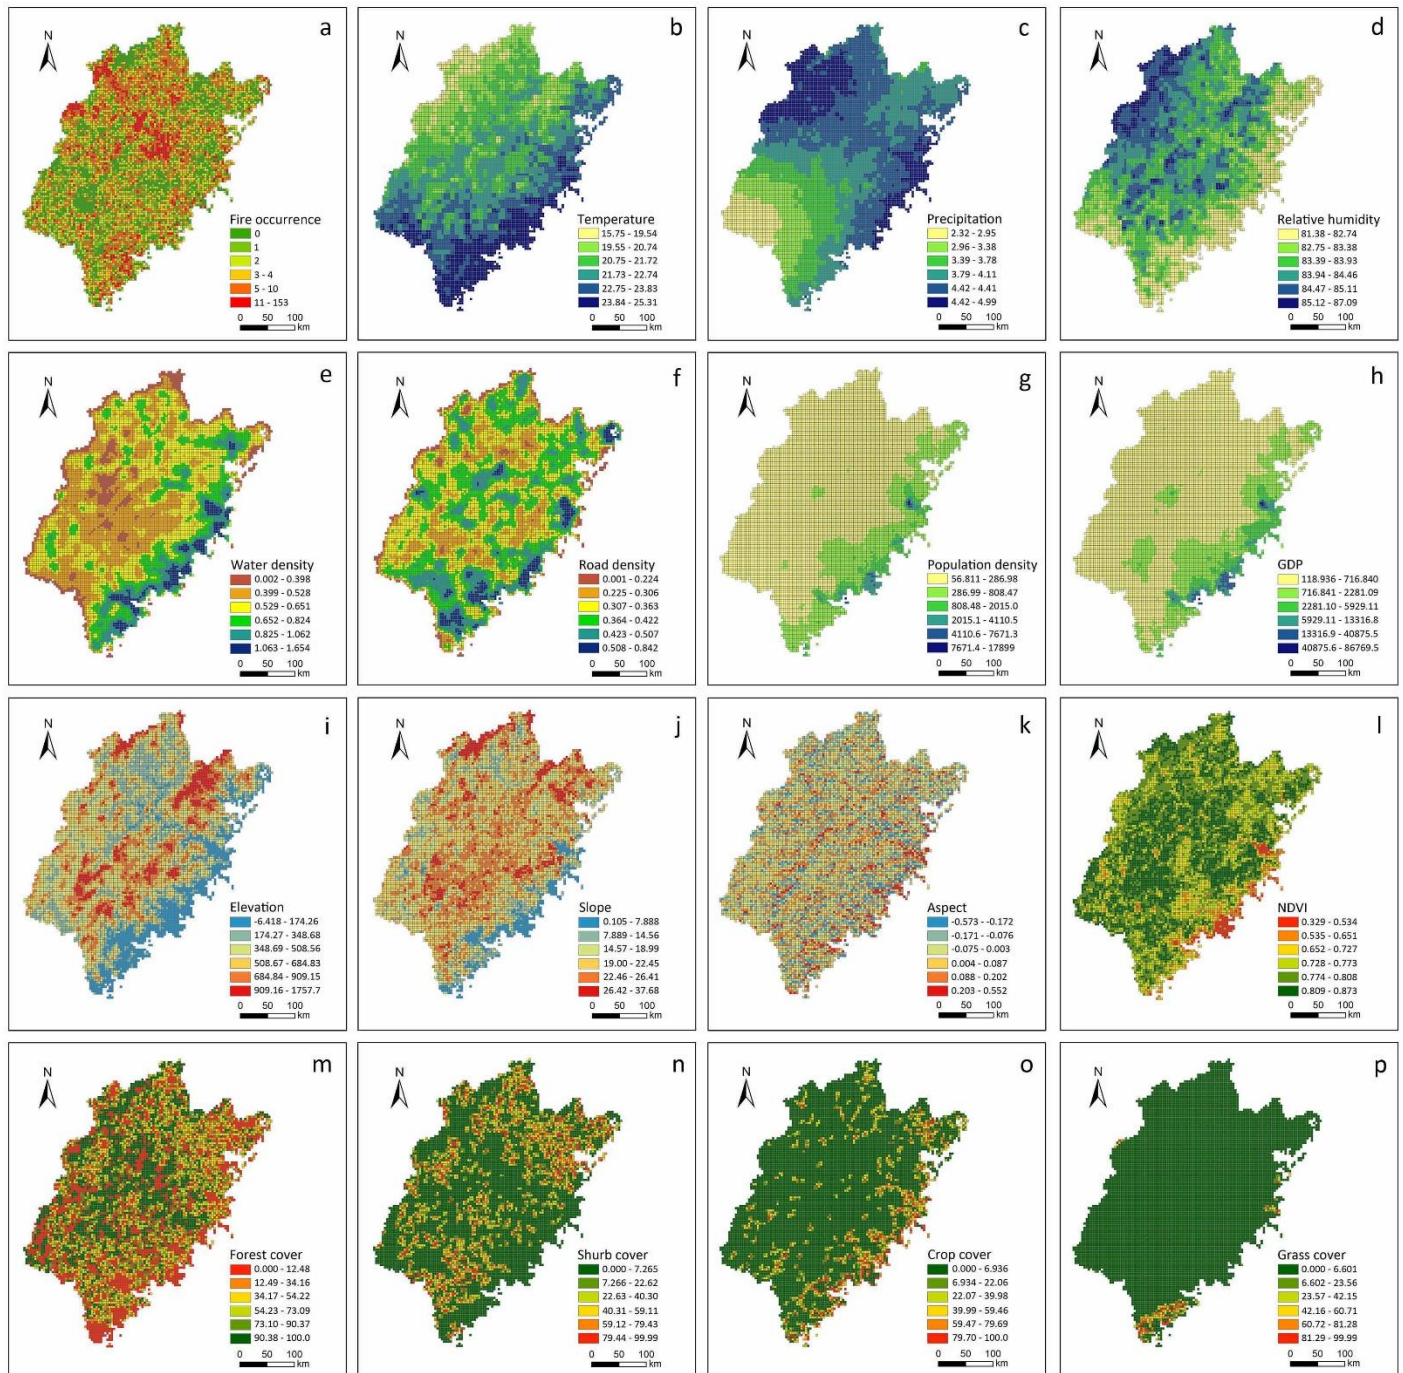 a
N
Fire occurrence
0
1
2
3 - 4
5 - 10
11 - 153
0 50 100
km
b
N
Temperature
15.75 - 19.54
19.55 - 20.74
20.75 - 21.72
21.73 - 22.74
22.75 - 23.83
23.84 - 25.31
0 50 100
km
c
N
Precipitation
2.32 - 2.95
2.96 - 3.38
3.39 - 3.78
3.79 - 4.11
4.42 - 4.41
4.42 - 4.99
0 50 100
km
d
N
Relative humidity
81.38 - 82.74
82.75 - 83.38
83.39 - 83.93
83.94 - 84.46
84.47 - 85.11
85.12 - 87.09
0 50 100
km
e
N
Water density
0.002 - 0.398
0.399 - 0.528
0.529 - 0.651
0.652 - 0.824
0.825 - 1.062
1.063 - 1.654
0 50 100
km
f
N
Road density
0.001 - 0.224
0.225 - 0.306
0.307 - 0.363
0.364 - 0.422
0.423 - 0.507
0.508 - 0.842
0 50 100
km
g
N
Population density
56.811 - 286.98
286.99 - 808.47
808.48 - 2015.0
2015.1 - 4110.5
4110.6 - 7671.3
7671.4 - 17899
0 50 100
km
h
N
GDP
118.936 - 716.840
716.841 - 2281.09
2281.10 - 5929.11
5929.11 - 13316.8
13316.9 - 40875.5
40875.6 - 86769.5
0 50 100
km
i
N
Elevation
-6.418 - 174.26
174.27 - 348.68
348.69 - 508.56
508.67 - 684.83
684.84 - 909.15
909.16 - 1757.7
0 50 100
km
j
N
Slope
0.105 - 7.888
7.889 - 14.56
14.57 - 18.99
19.00 - 22.45
22.46 - 26.41
26.42 - 37.68
0 50 100
km
k
N
Aspect
-0.573 - -0.172
-0.171 - -0.076
-0.075 - 0.003
0.004 - 0.087
0.088 - 0.202
0.203 - 0.552
0 50 100
km
l
N
NDVI
0.329 - 0.534
0.535 - 0.651
0.652 - 0.727
0.728 - 0.773
0.774 - 0.808
0.809 - 0.873
0 50 100
km
m
N
Forest cover
0.000 - 12.48
12.49 - 34.16
34.17 - 54.22
54.23 - 73.09
73.10 - 90.37
90.38 - 100.0
0 50 100
km
n
N
Shurb cover
0.000 - 7.265
7.266 - 22.62
22.63 - 40.30
40.31 - 59.11
59.12 - 79.43
79.44 - 99.99
0 50 100
km
o
N
Crop cover
0.000 - 6.936
6.934 - 22.06
22.07 - 39.98
39.99 - 59.46
59.47 - 79.69
79.70 - 100.0
0 50 100
km
p
N
Grass cover
0.000 - 6.601
6.602 - 23.56
23.57 - 42.15
42.16 - 60.71
60.72 - 81.28
81.29 - 99.99
0 50 100
km